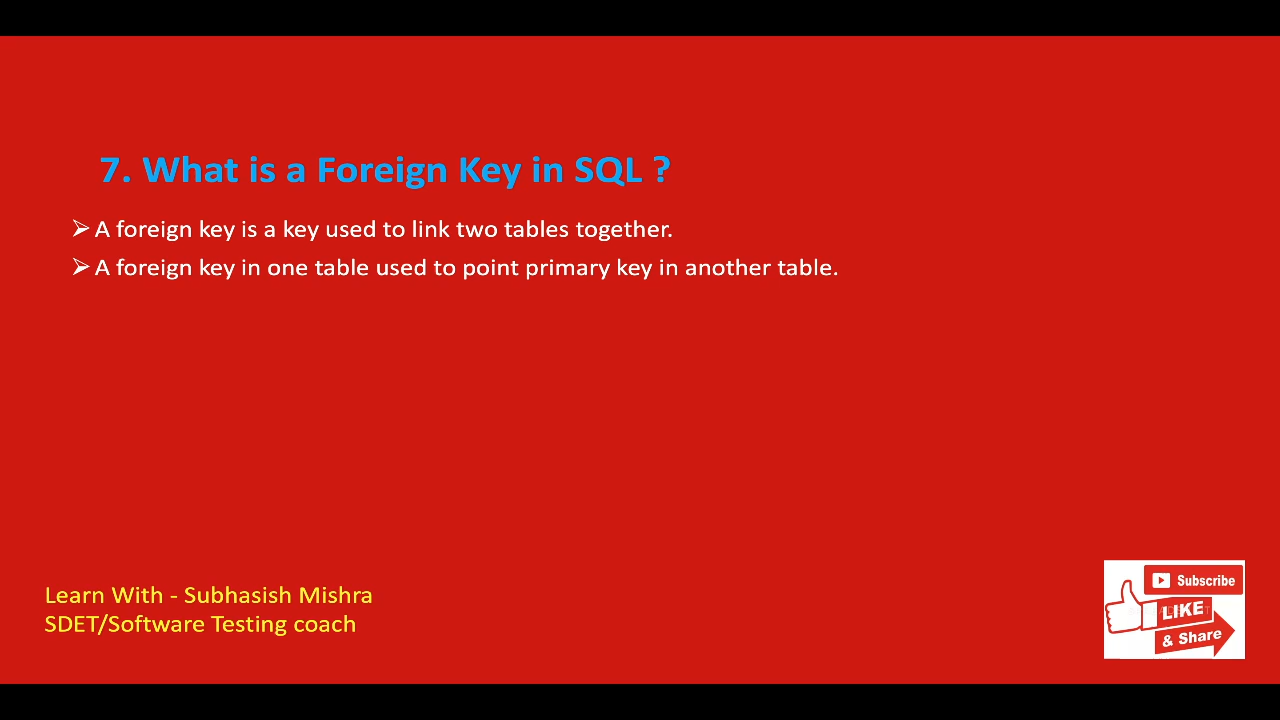 7. What is a Foreign Key in SQL ?
➢ A foreign key is a key used to link two tables together.
➢ A foreign key in one table used to point primary key in another table.
Learn With - Subhasish Mishra
SDET/Software Testing coach
Subscribe
LIKE
& Share